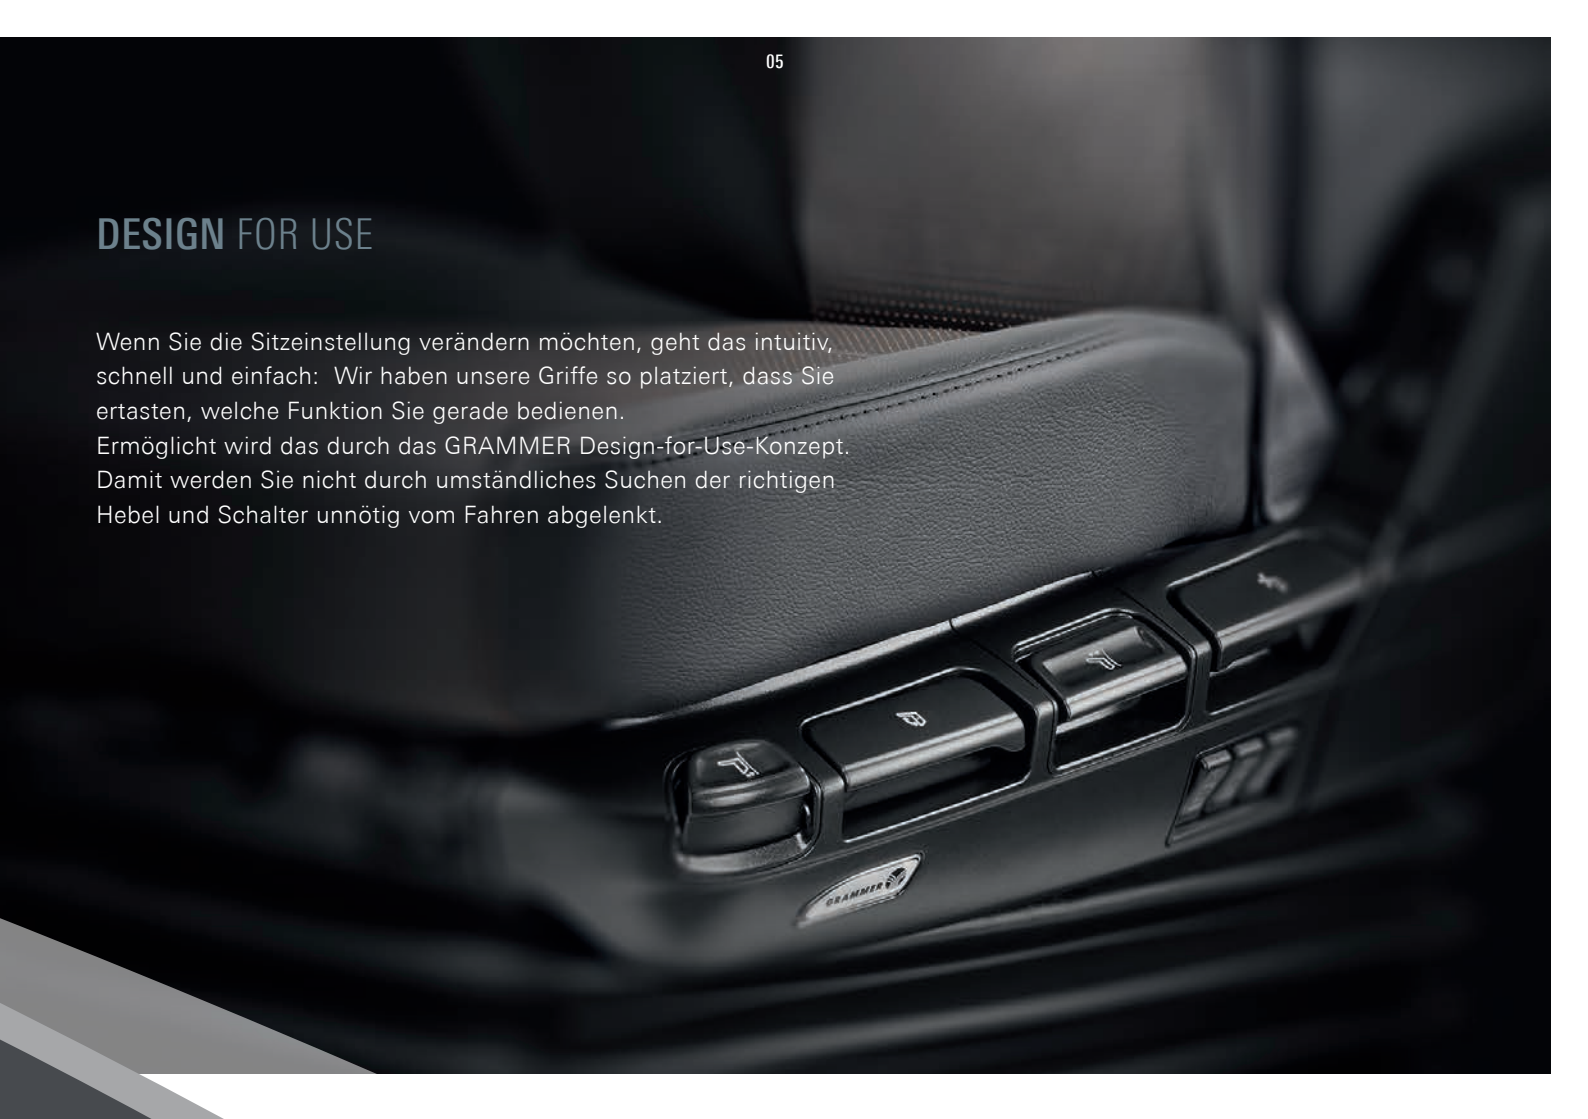 05
DESIGN FOR USE
Wenn Sie die Sitzeinstellung verändern möchten, geht das intuitiv,
schnell und einfach: Wir haben unsere Griffe so platziert, dass Sie
ertasten, welche Funktion Sie gerade bedienen.
Ermöglicht wird das durch das GRAMMER Design-for-Use-Konzept.
Damit werden Sie nicht durch umständliches Suchen der richtigen
Hebel und Schalter unnötig vom Fahren abgelenkt.
GRAMMER